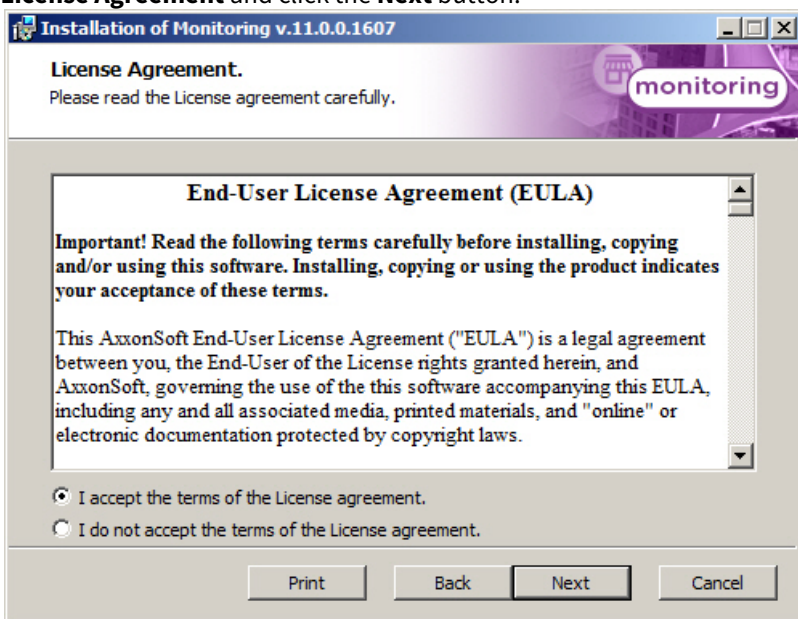 License Agreement and click the Next button.
Installation of Monitoring v.11.0.0.1607
License Agreement.
Please read the License agreement carefully.
monitoring
End-User License Agreement (EULA)
Important! Read the following terms carefully before installing, copying
and/or using this software. Installing, copying or using the product indicates
your acceptance of these terms.
This AxxonSoft End-User License Agreement ("EULA") is a legal agreement
between you, the End-User of the License rights granted herein, and
AxxonSoft, governing the use of the this software accompanying this EULA,
including any and all associated media, printed materials, and "online" or
electronic documentation protected by copyright laws.
I accept the terms of the License agreement.
I do not accept the terms of the License agreement.
Print Back Next Cancel